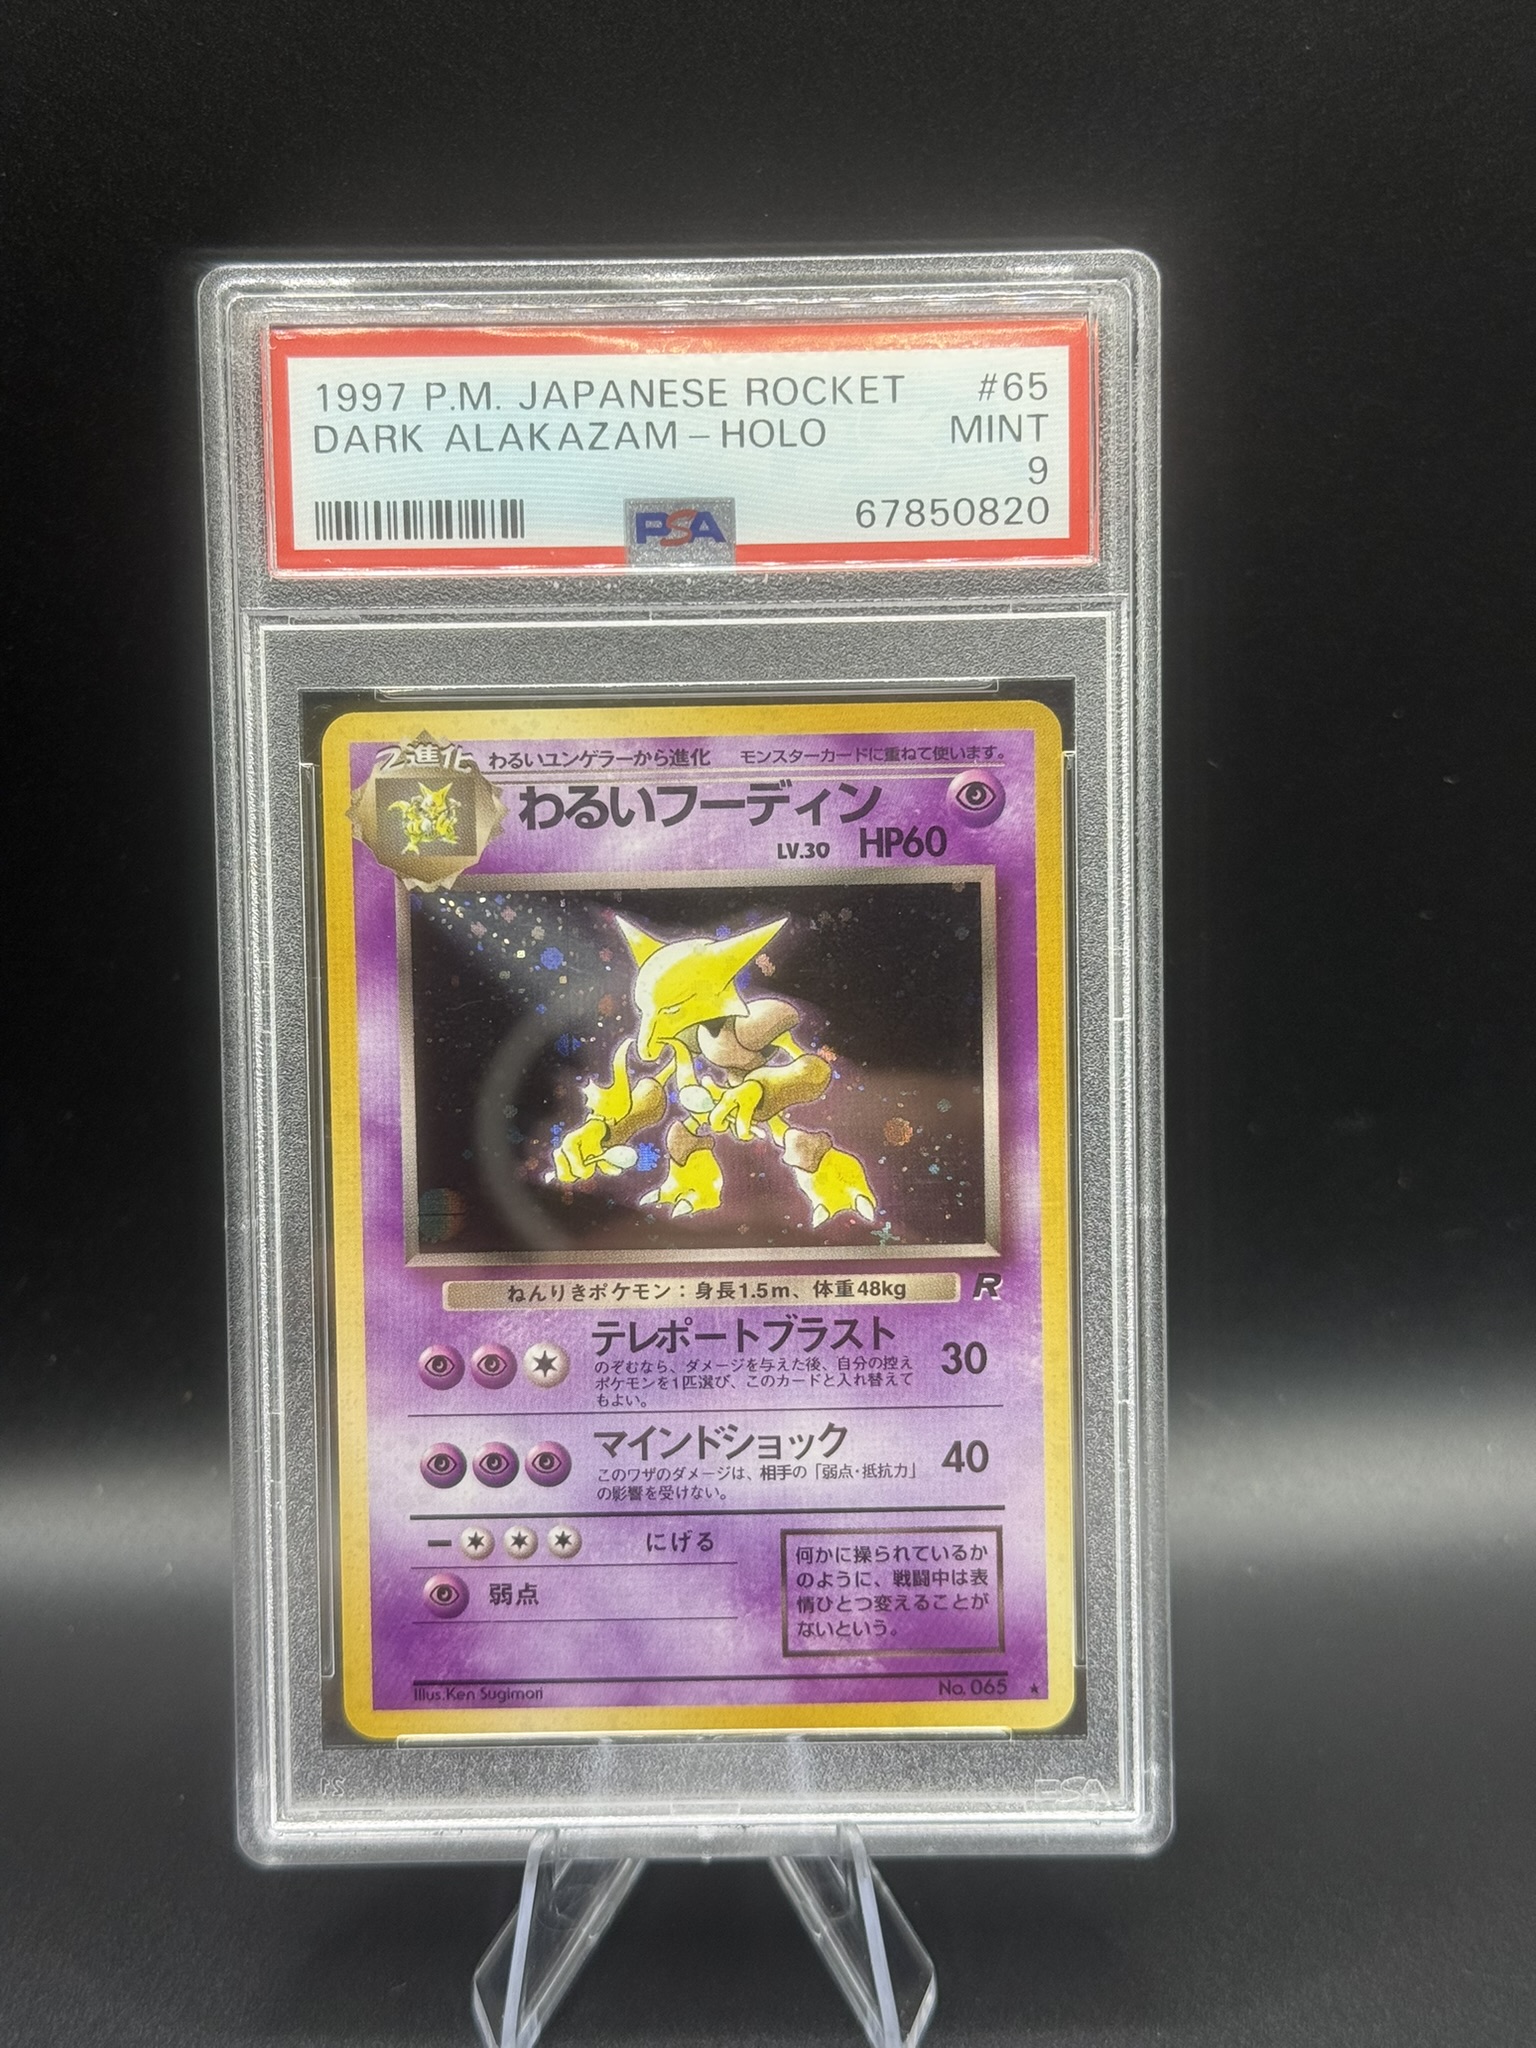 1997 P.M. JAPANESE ROCKET #65
DARK ALAKAZAM-HOLO MINT
9
PSA 67850820
2進化 わるいユンゲラーから進化 モンスターカードに重ねて使います。
わるいフーディン
LV.30 HP60
ねんりきポケモン：身長1.5m、体重48kg R
テレポートブラスト 30
のぞむなら、ダメージを与えた後、自分の控え
ポケモンを1匹選び、このカードと入れ替えて
もよい。
マインドショック 40
このワザのダメージは、相手の「弱点・抵抗力」
の影響を受けない。
ー にげる
弱点
何かに操られているか
のように、戦闘中は表
情ひとつ変えることが
ないという。
Illus.Ken Sugimori No.065 ★
PSA